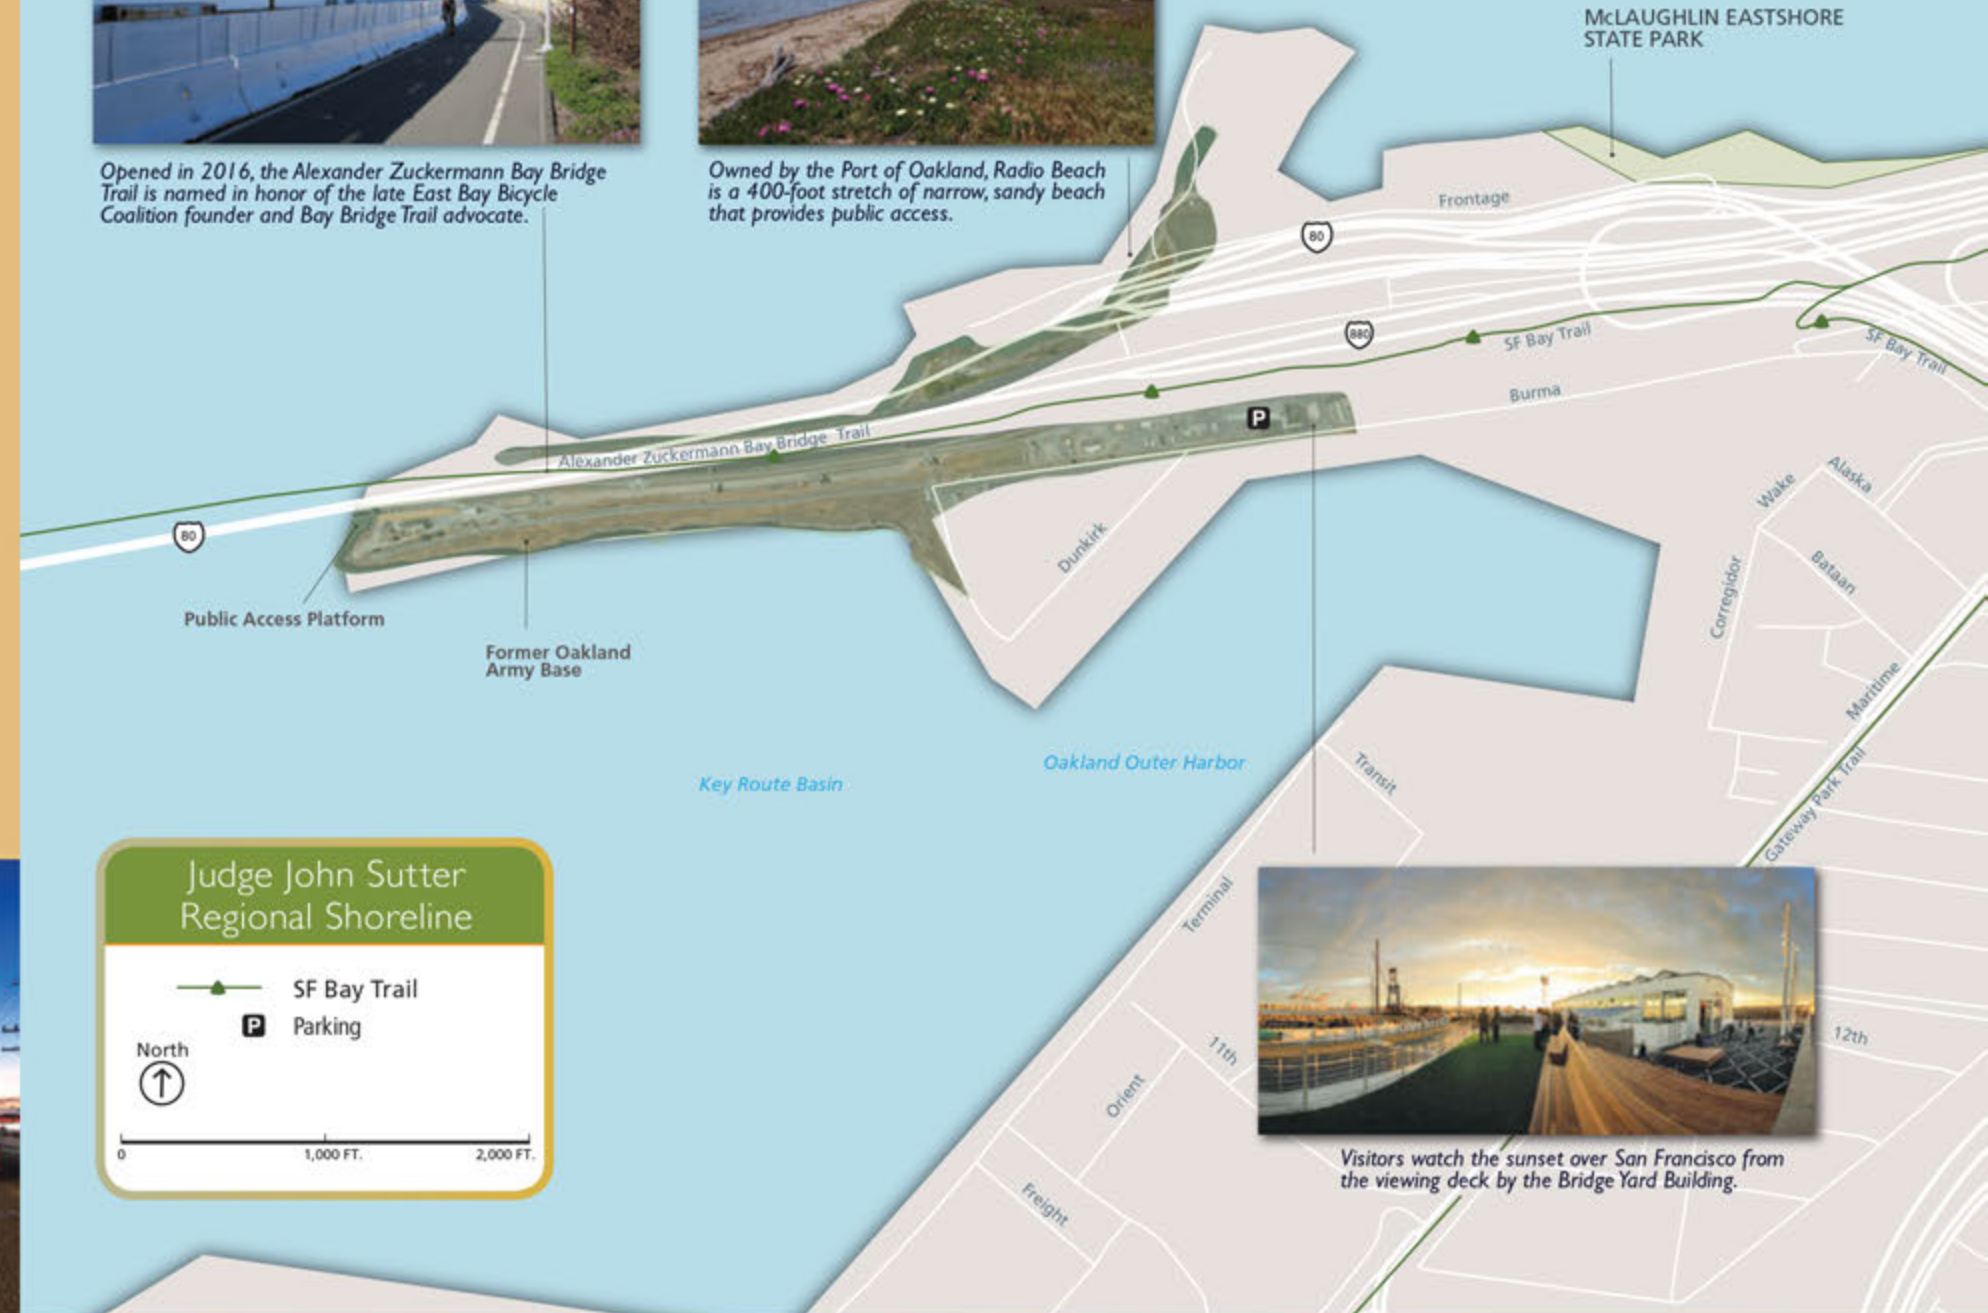 McLAUGHLIN EASTSHORE
STATE PARK
Opened in 2016, the Alexander Zuckermann Bay Bridge
Trail is named in honor of the late East Bay Bicycle
Coalition founder and Bay Bridge Trail advocate.
Owned by the Port of Oakland, Radio Beach
is a 400-foot stretch of narrow, sandy beach
that provides public access.
Frontage
80
880
SF Bay Trail
SF Bay Trail
Burma
P
Alexander Zuckermann Bay Bridge Trail
80
Alaska
Wake
Dunkirk
Bataan
Corregidor
Public Access Platform
Former Oakland
Army Base
Maritime
Oakland Outer Harbor
Key Route Basin
Transit
Gateway Park Trail
Terminal
Judge John Sutter
Regional Shoreline
SF Bay Trail
P Parking
North
0 1,000 FT. 2,000 FT.
12th
11th
Orient
Freight
Visitors watch the sunset over San Francisco from
the viewing deck by the Bridge Yard Building.